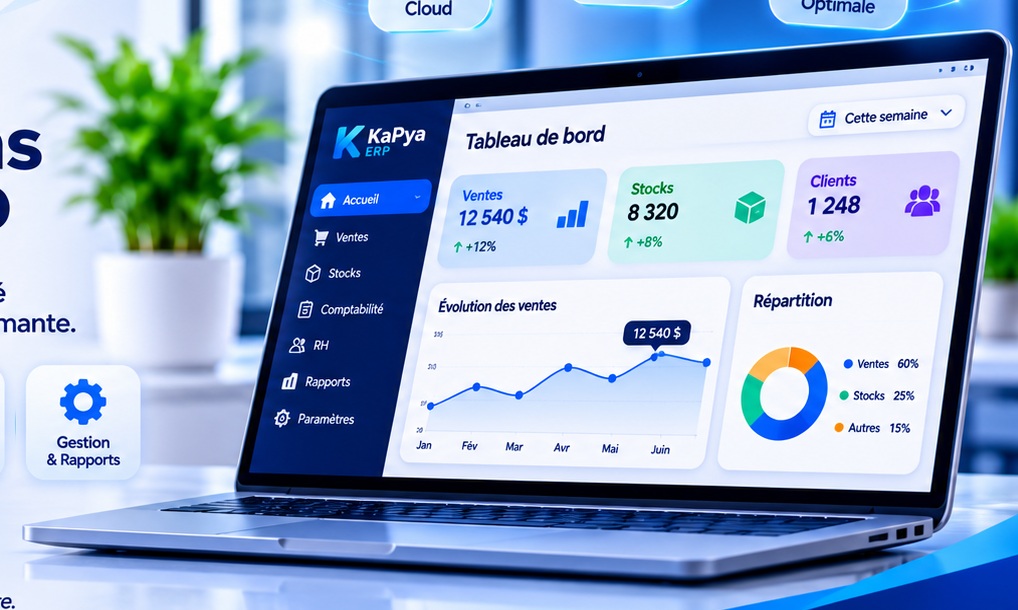 Cloud
Optimale
mante.
Gestion
& Rapports
KaPya
ERP
Accueil
Ventes
Stocks
Comptabilité
RH
Rapports
Paramètres
Tableau de bord
Cette semaine
Ventes
12 540 $
+12%
Stocks
8 320
+8%
Clients
1 248
+6%
Évolution des ventes
12 540 $
Jan
Fév
Mar
Avr
Mai
Juin
Répartition
Ventes 60%
Stocks 25%
Autres 15%